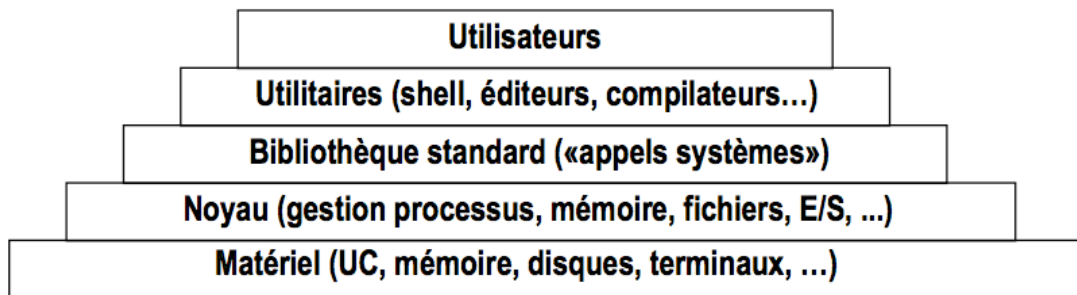 Utilisateurs
Utilitaires (shell, éditeurs, compilateurs…)
Bibliothèque standard («appels systèmes»)
Noyau (gestion processus, mémoire, fichiers, E/S, ...)
Matériel (UC, mémoire, disques, terminaux, …)